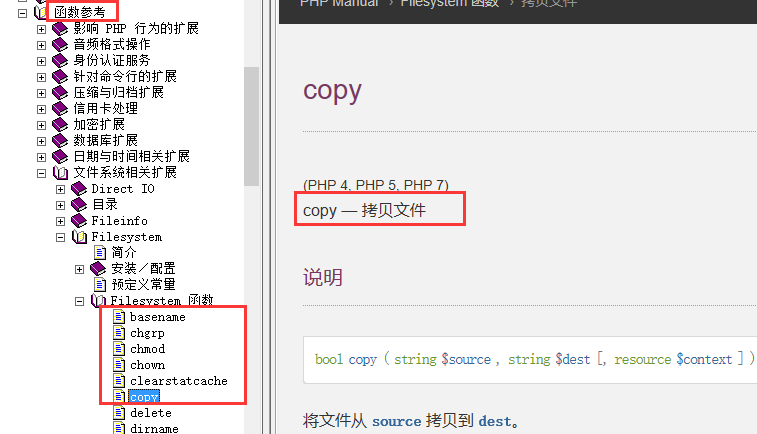 函数参考
影响 PHP 行为的扩展
音频格式操作
身份认证服务
针对命令行的扩展
压缩与归档扩展
信用卡处理
加密扩展
数据库扩展
日期与时间相关扩展
文件系统相关扩展
Direct IO
目录
Fileinfo
Filesystem
简介
安装／配置
预定义常量
Filesystem 函数
basename
chgrp
chmod
chown
clearstatcache
copy
delete
dirname
PHP Manual › Filesystem 函数 › 拷贝文件
copy
(PHP 4, PHP 5, PHP 7)
copy — 拷贝文件
说明
bool copy ( string $source , string $dest [, resource $context ] )
将文件从 source 拷贝到 dest。